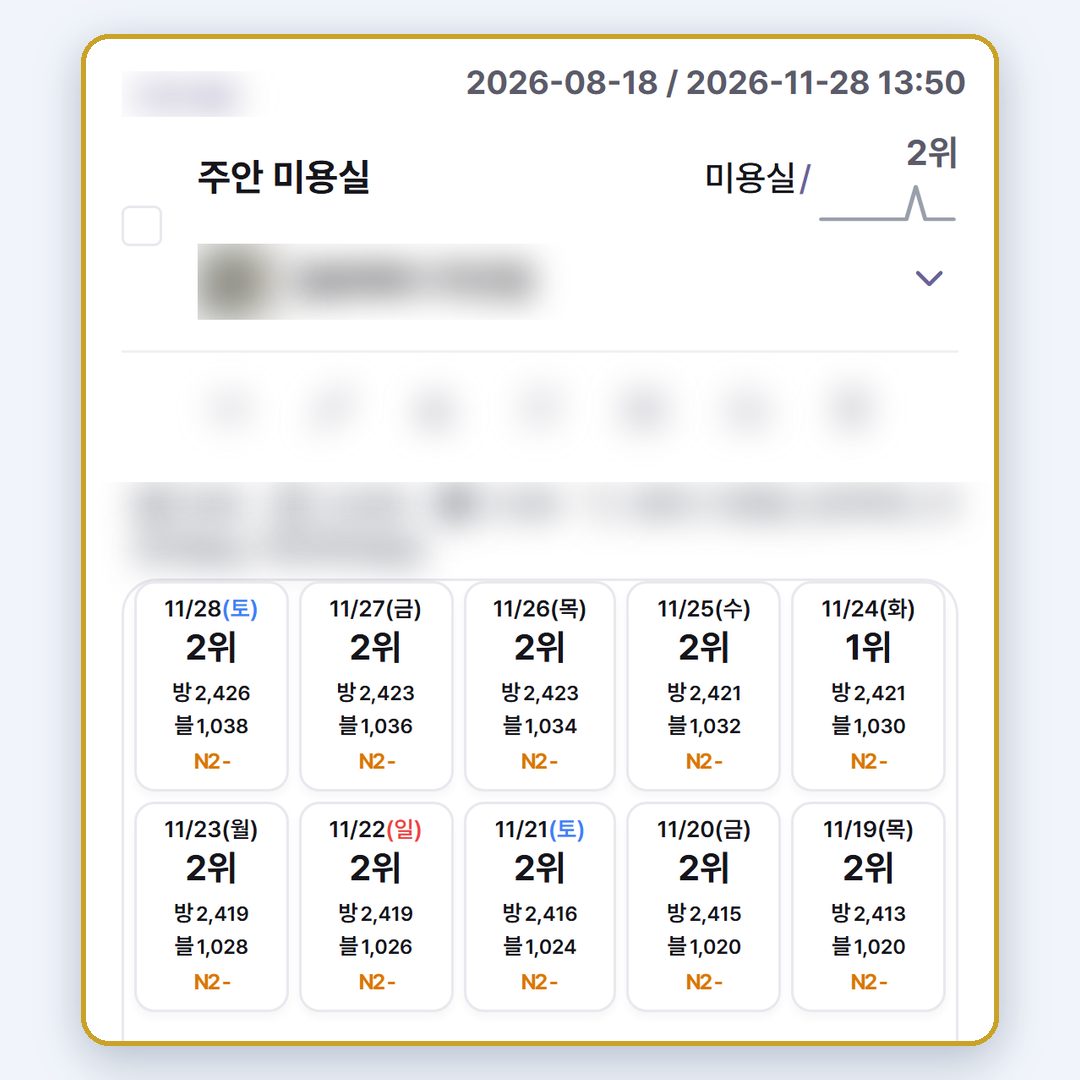 2026-08-18 / 2026-11-28 13:50
주안 미용실
미용실/
2위
11/28(토) 11/27(금) 11/26(목) 11/25(수) 11/24(화)
2위 2위 2위 2위 1위
방2,426 방2,423 방2,423 방2,421 방2,421
블1,038 블1,036 블1,034 블1,032 블1,030
N2- N2- N2- N2- N2-
11/23(월) 11/22(일) 11/21(토) 11/20(금) 11/19(목)
2위 2위 2위 2위 2위
방2,419 방2,419 방2,416 방2,415 방2,413
블1,028 블1,026 블1,024 블1,020 블1,020
N2- N2- N2- N2- N2-